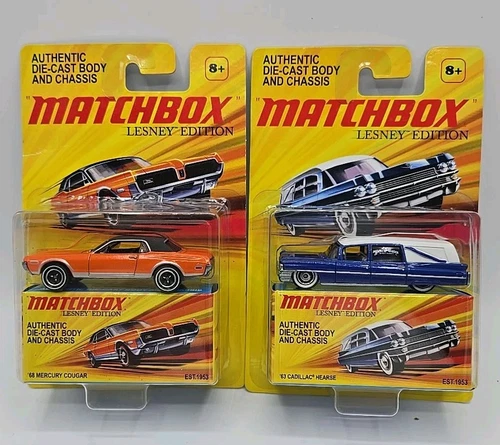 AUTHENTIC
DIE-CAST BODY
AND CHASSIS
8+
"MATCHBOX"
LESNEY EDITION
MATCHBOX
LESNEY EDITION
AUTHENTIC
DIE-CAST BODY
AND CHASSIS
'68 MERCURY COUGAR
EST.1953
AUTHENTIC
DIE-CAST BODY
AND CHASSIS
8+
"MATCHBOX"
LESNEY EDITION
MATCHBOX
LESNEY EDITION
AUTHENTIC
DIE-CAST BODY
AND CHASSIS
'63 CADILLAC® HEARSE
EST.1953